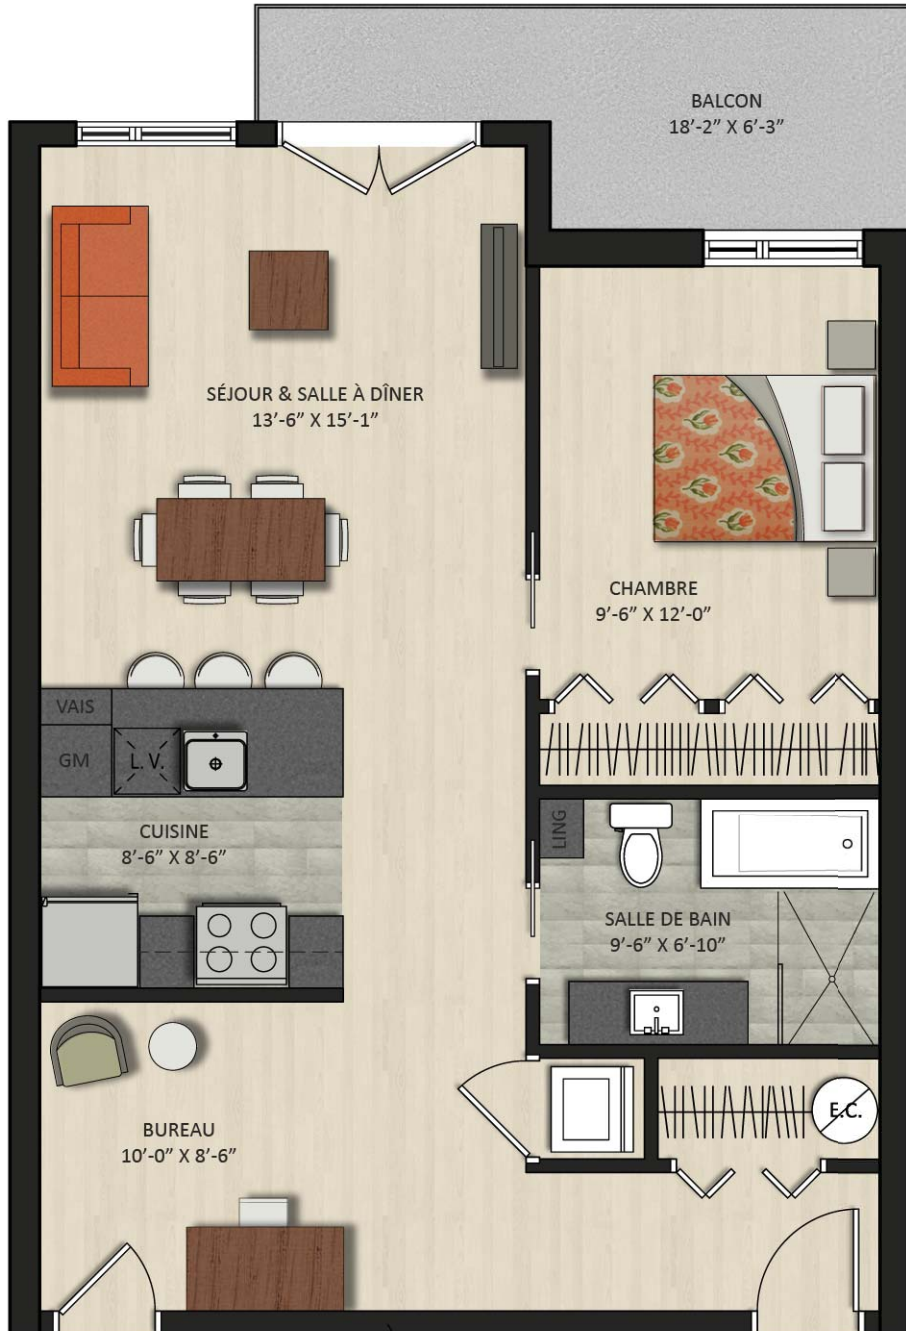 BALCON
18'-2" X 6'-3"
SÉJOUR & SALLE À DÎNER
13'-6" X 15'-1"
CHAMBRE
9'-6" X 12'-0"
VAIS
GM
L. V.
CUISINE
8'-6" X 8'-6"
LING
SALLE DE BAIN
9'-6" X 6'-10"
BUREAU
10'-0" X 8'-6"
E.C.